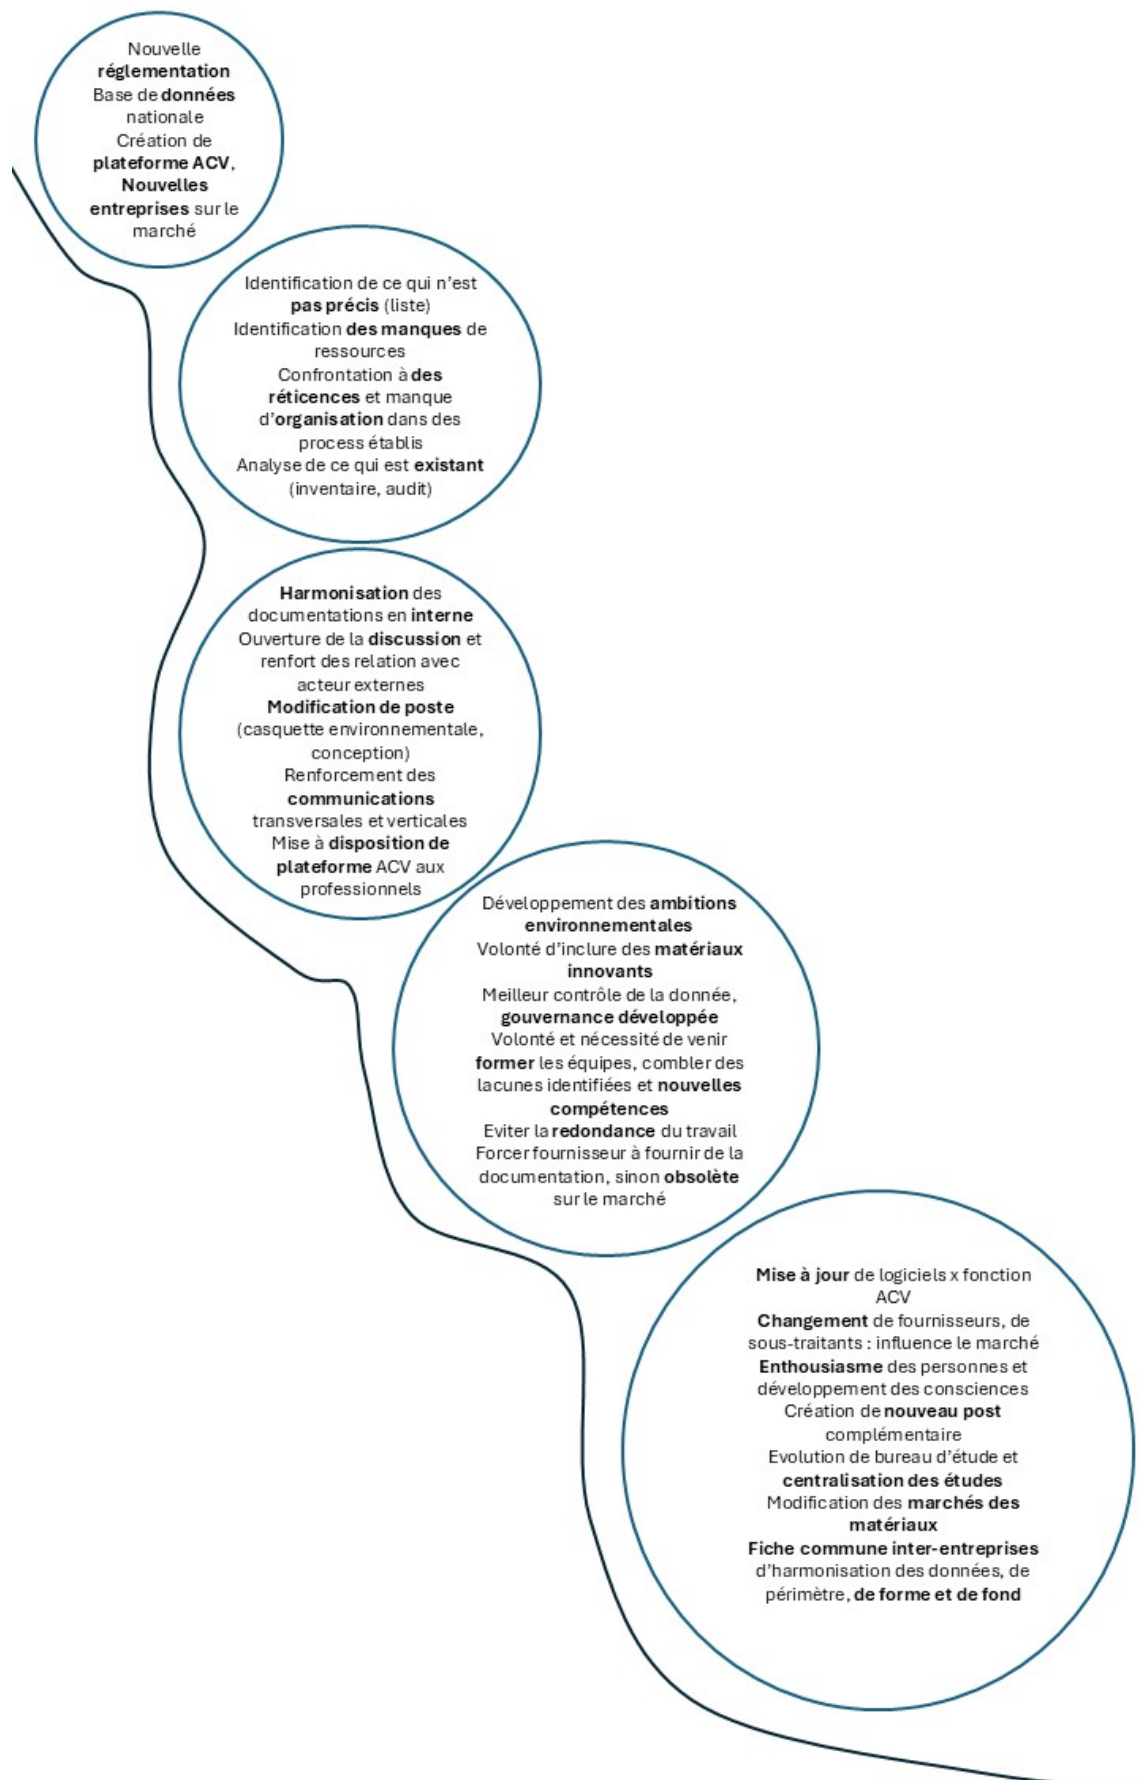 Nouvelle
réglementation
Base de données
nationale
Création de
plateforme ACV,
Nouvelles
entreprises sur le
marché
Identification de ce qui n'est
pas précis (liste)
Identification des manques de
ressources
Confrontation à des
réticences et manque
d'organisation dans des
process établis
Analyse de ce qui est existant
(inventaire, audit)
Harmonisation des
documentations en interne
Ouverture de la discussion et
renfort des relation avec
acteur externes
Modification de poste
(casquette environnementale,
conception)
Renforcement des
communications
transversales et verticales
Mise à disposition de
plateforme ACV aux
professionnels
Développement des ambitions
environnementales
Volonté d'inclure des matériaux
innovants
Meilleur contrôle de la donnée,
gouvernance développée
Volonté et nécessité de venir
former les équipes, combler des
lacunes identifiées et nouvelles
compétences
Eviter la redondance du travail
Forcer fournisseur à fournir de la
documentation, sinon obsolète
sur le marché
Mise à jour de logiciels x fonction
ACV
Changement de fournisseurs, de
sous-traitants : influence le marché
Enthousiasme des personnes et
développement des consciences
Création de nouveau post
complémentaire
Evolution de bureau d'étude et
centralisation des études
Modification des marchés des
matériaux
Fiche commune inter-entreprises
d'harmonisation des données, de
périmètre, de forme et de fond